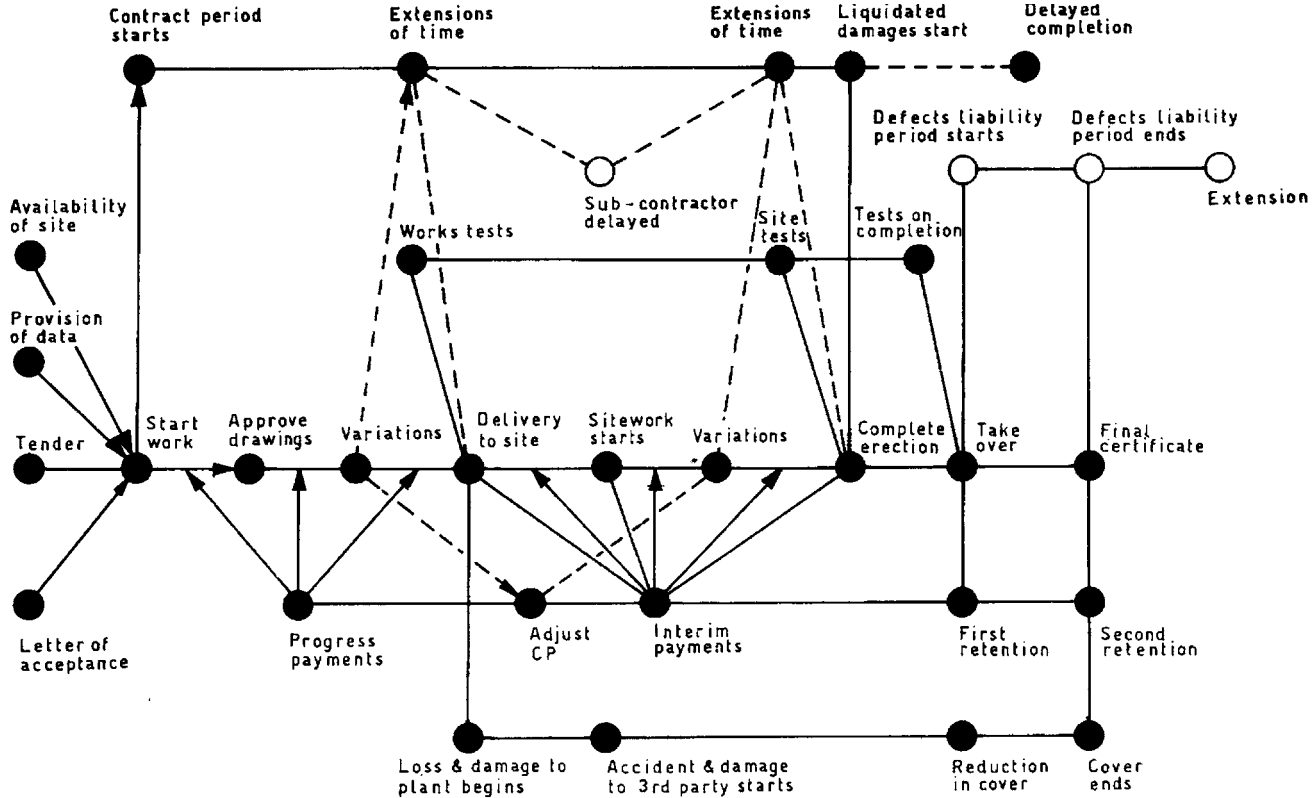 Contract period
starts
Extensions
of time
Extensions
of time
Liquidated
damages start
Delayed
completion
Defects liability
period starts
Defects liability
period ends
Extension
Availability
of site
Sub-contractor
delayed
Works tests
Site
tests
Tests on
completion
Provision
of data
Tender
Start
work
Approve
drawings
Variations
Delivery
to site
Sitework
starts
Variations
Complete
erection
Take
over
Final
certificate
Letter of
acceptance
Progress
payments
Adjust
CP
Interim
payments
First
retention
Second
retention
Loss & damage to
plant begins
Accident & damage
to 3rd party starts
Reduction
in cover
Cover
ends